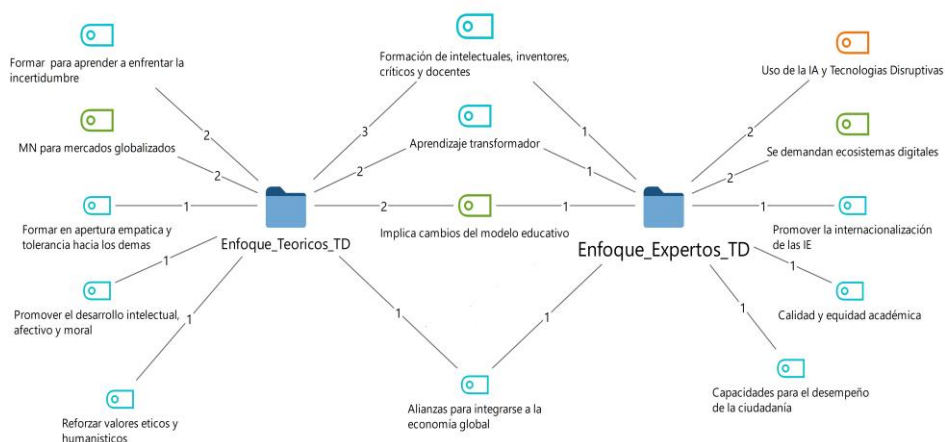 Formar para aprender a enfrentar la
incertidumbre
Formación de intelectuales, inventores,
críticos y docentes
Uso de la IA y Tecnologias Disruptivas
MN para mercados globalizados
Aprendizaje transformador
Se demandan ecosistemas digitales
2
3
1
2
2
2
1
2
Formar en apertura empatica y
tolerancia hacia los demas
1
Enfoque_Teoricos_TD
2
Implica cambios del modelo educativo
1
Enfoque_Expertos_TD
1
Promover la internacionalización
de las IE
1
Promover el desarrollo intelectual,
afectivo y moral
1
1
1
1
1
Calidad y equidad académica
Reforzar valores eticos y
humanisticos
Alianzas para integrarse a la
economía global
Capacidades para el desempeño
de la ciudadanía